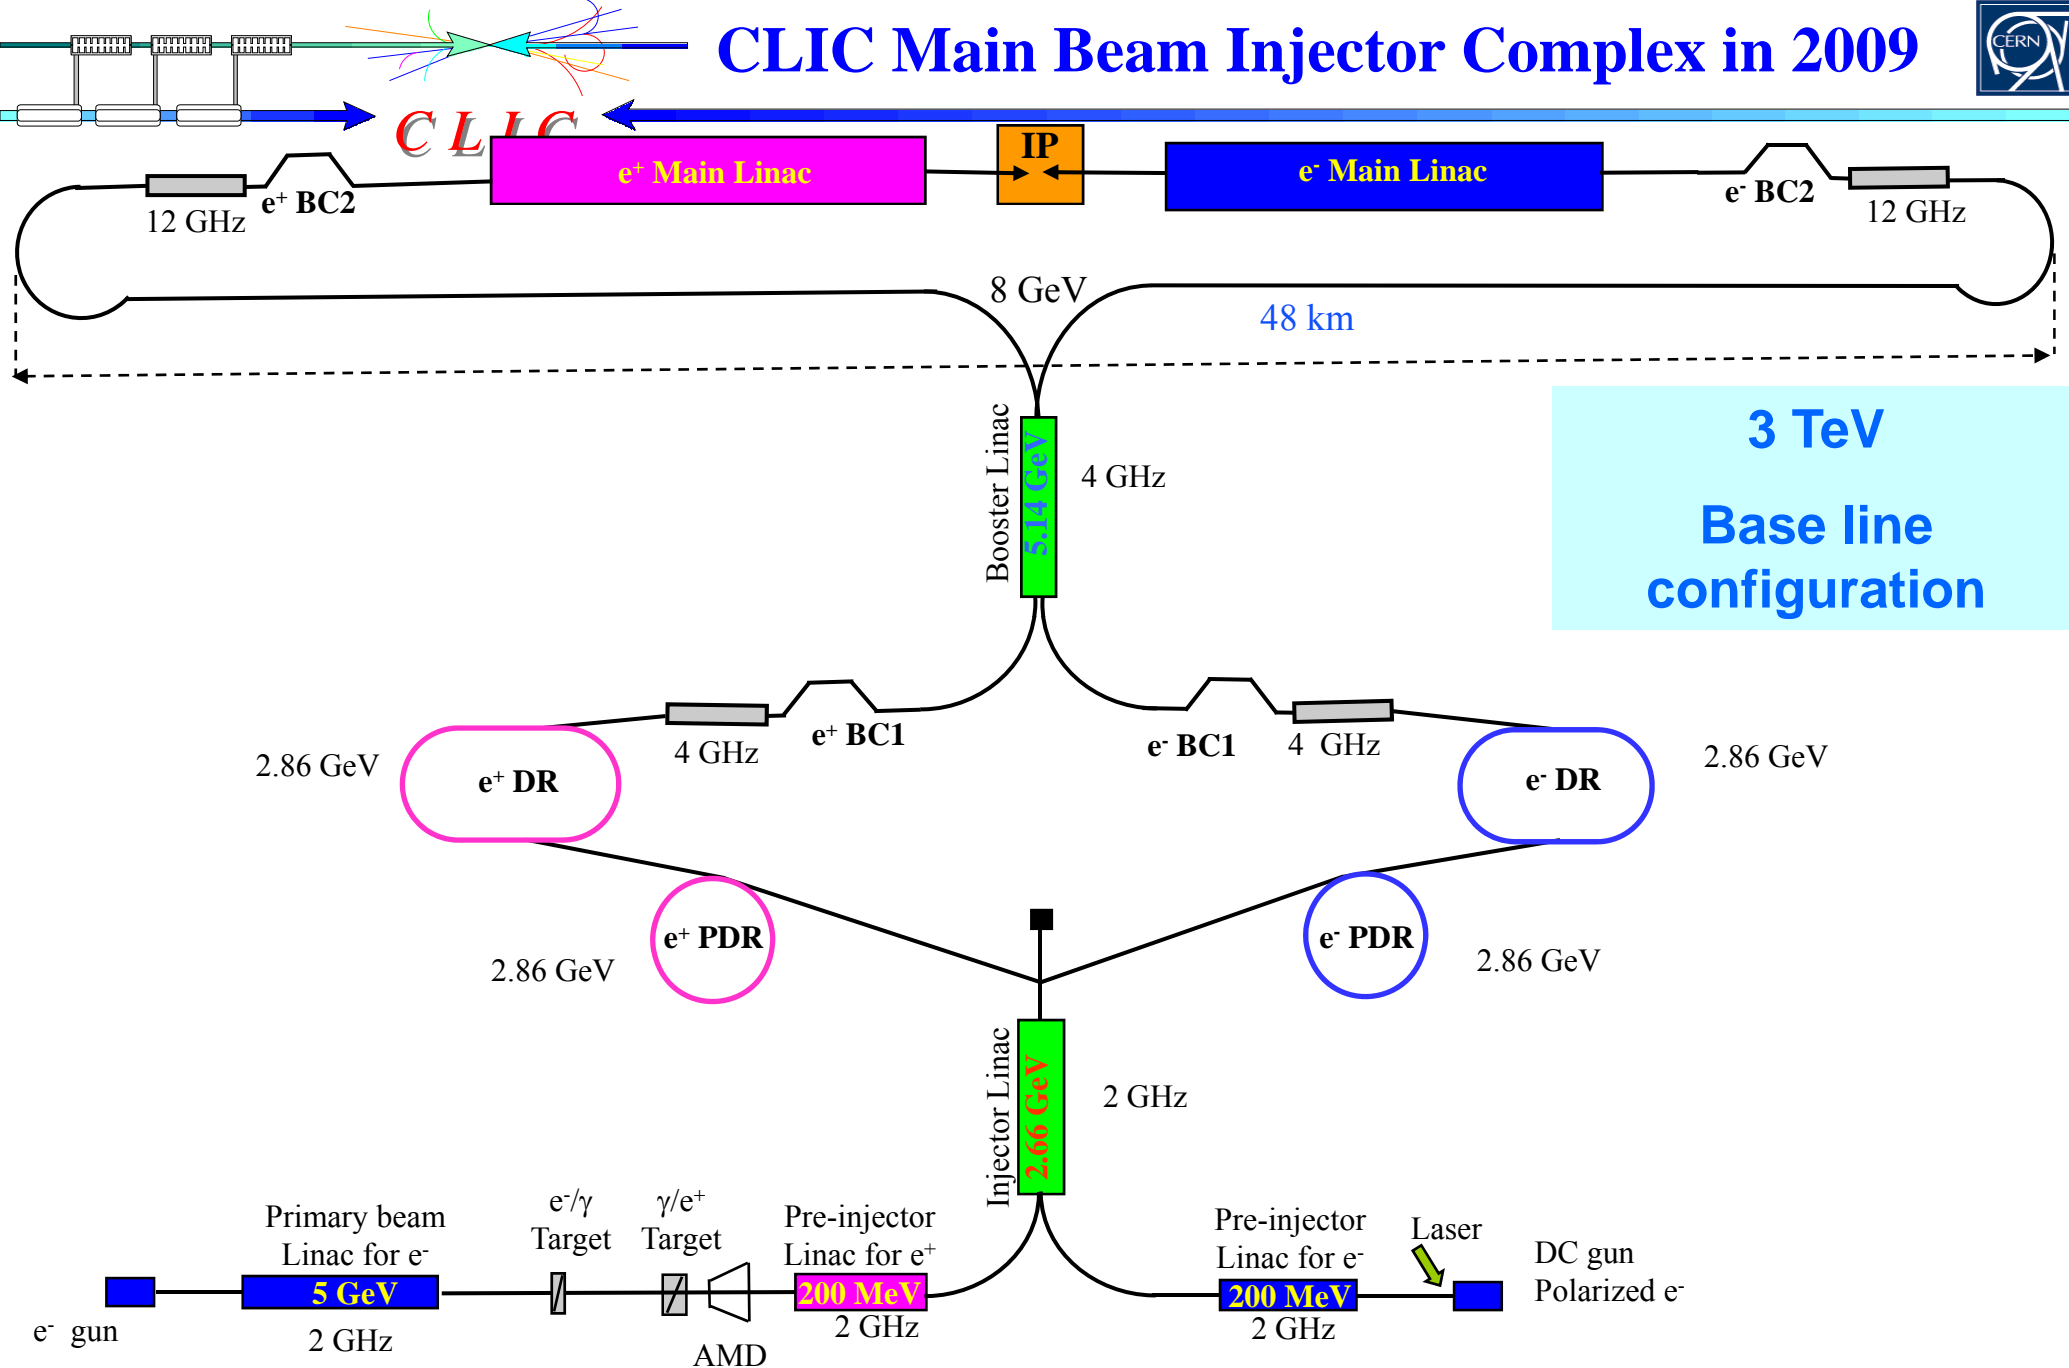 CLIC Main Beam Injector Complex in 2009
CERN
C L I C
e⁺ Main Linac
IP
e⁻ Main Linac
12 GHz
e⁺ BC2
e⁻ BC2
12 GHz
8 GeV
48 km
3 TeV
Base line
configuration
Booster Linac
5.14 GeV
4 GHz
2.86 GeV
e⁺ DR
4 GHz
e⁺ BC1
e⁻ BC1
4 GHz
e⁻ DR
2.86 GeV
2.86 GeV
e⁺ PDR
e⁻ PDR
2.86 GeV
Injector Linac
2.66 GeV
2 GHz
e⁻ gun
Primary beam
Linac for e⁻
5 GeV
2 GHz
e⁻/γ
Target
γ/e⁺
Target
AMD
Pre-injector
Linac for e⁺
200 MeV
2 GHz
Pre-injector
Linac for e⁻
200 MeV
2 GHz
Laser
DC gun
Polarized e⁻